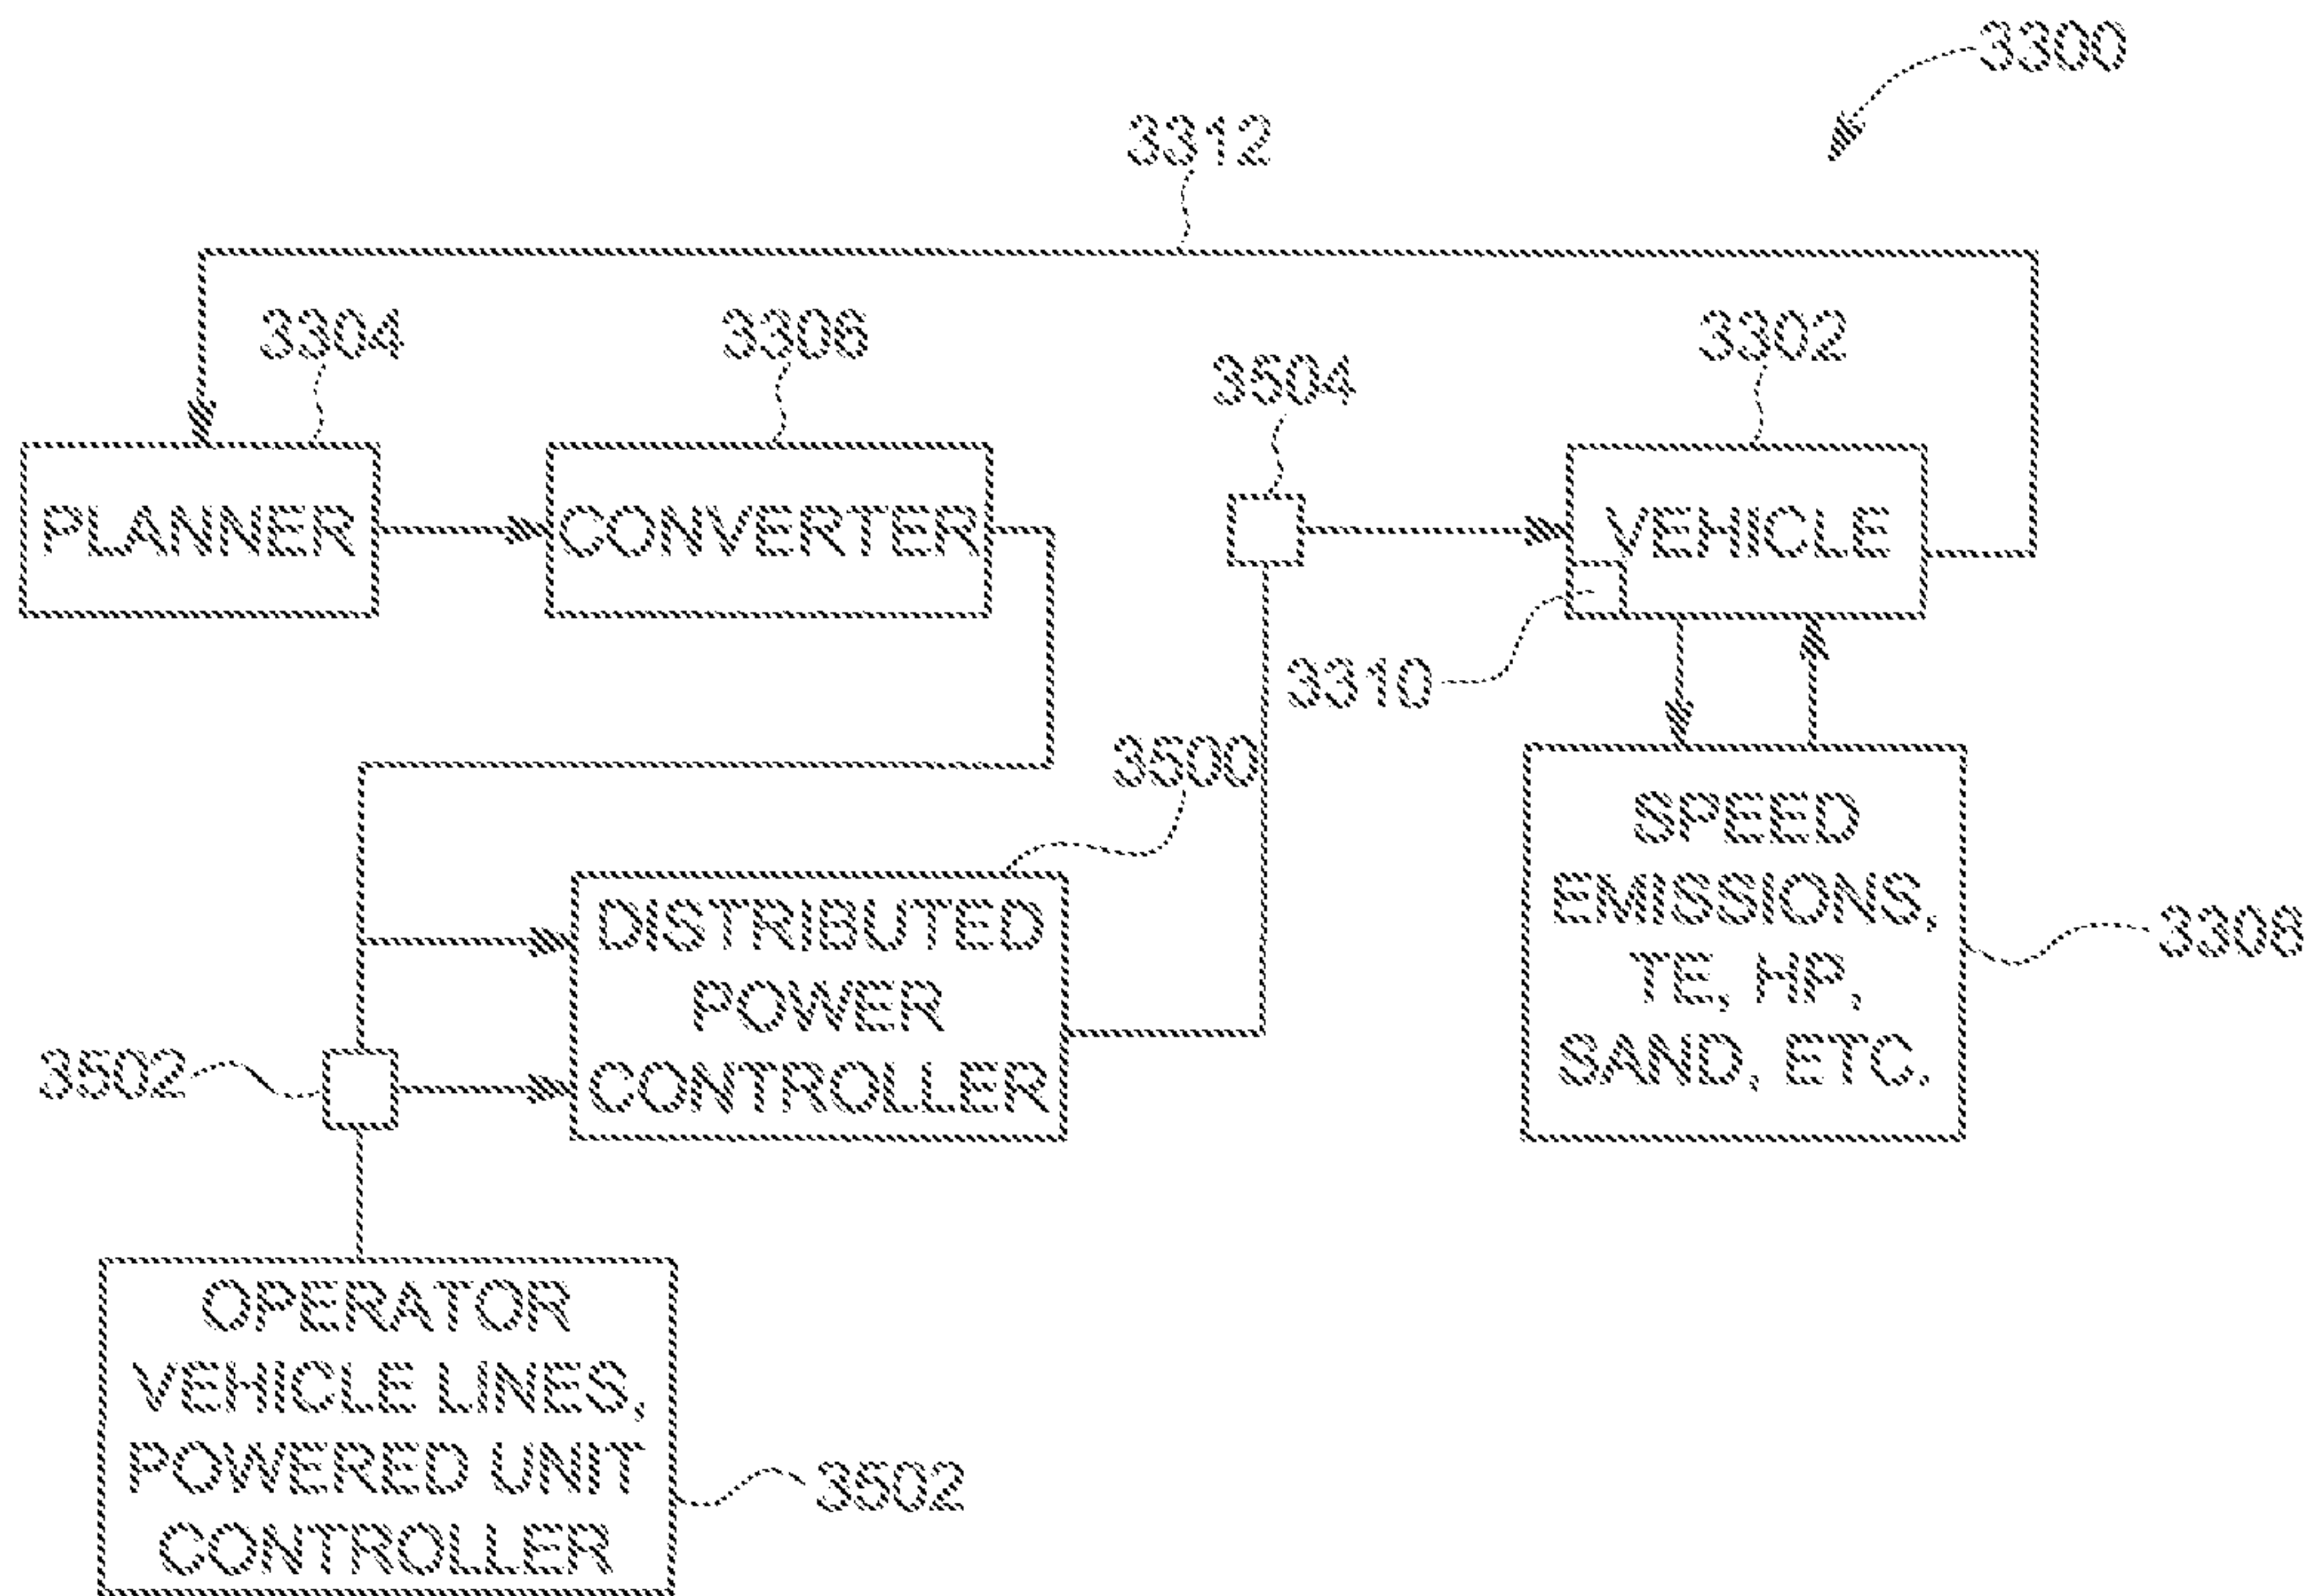 3300
3312
3304
3306
3504
3302
PLANNER
CONVERTER
VEHICLE
3310
3500
SPEED
EMISSIONS,
TE, HP,
SAND, ETC.
3308
DISTRIBUTED
POWER
CONTROLLER
3502
OPERATOR
VEHICLE LINES,
POWERED UNIT
CONTROLLER
3502